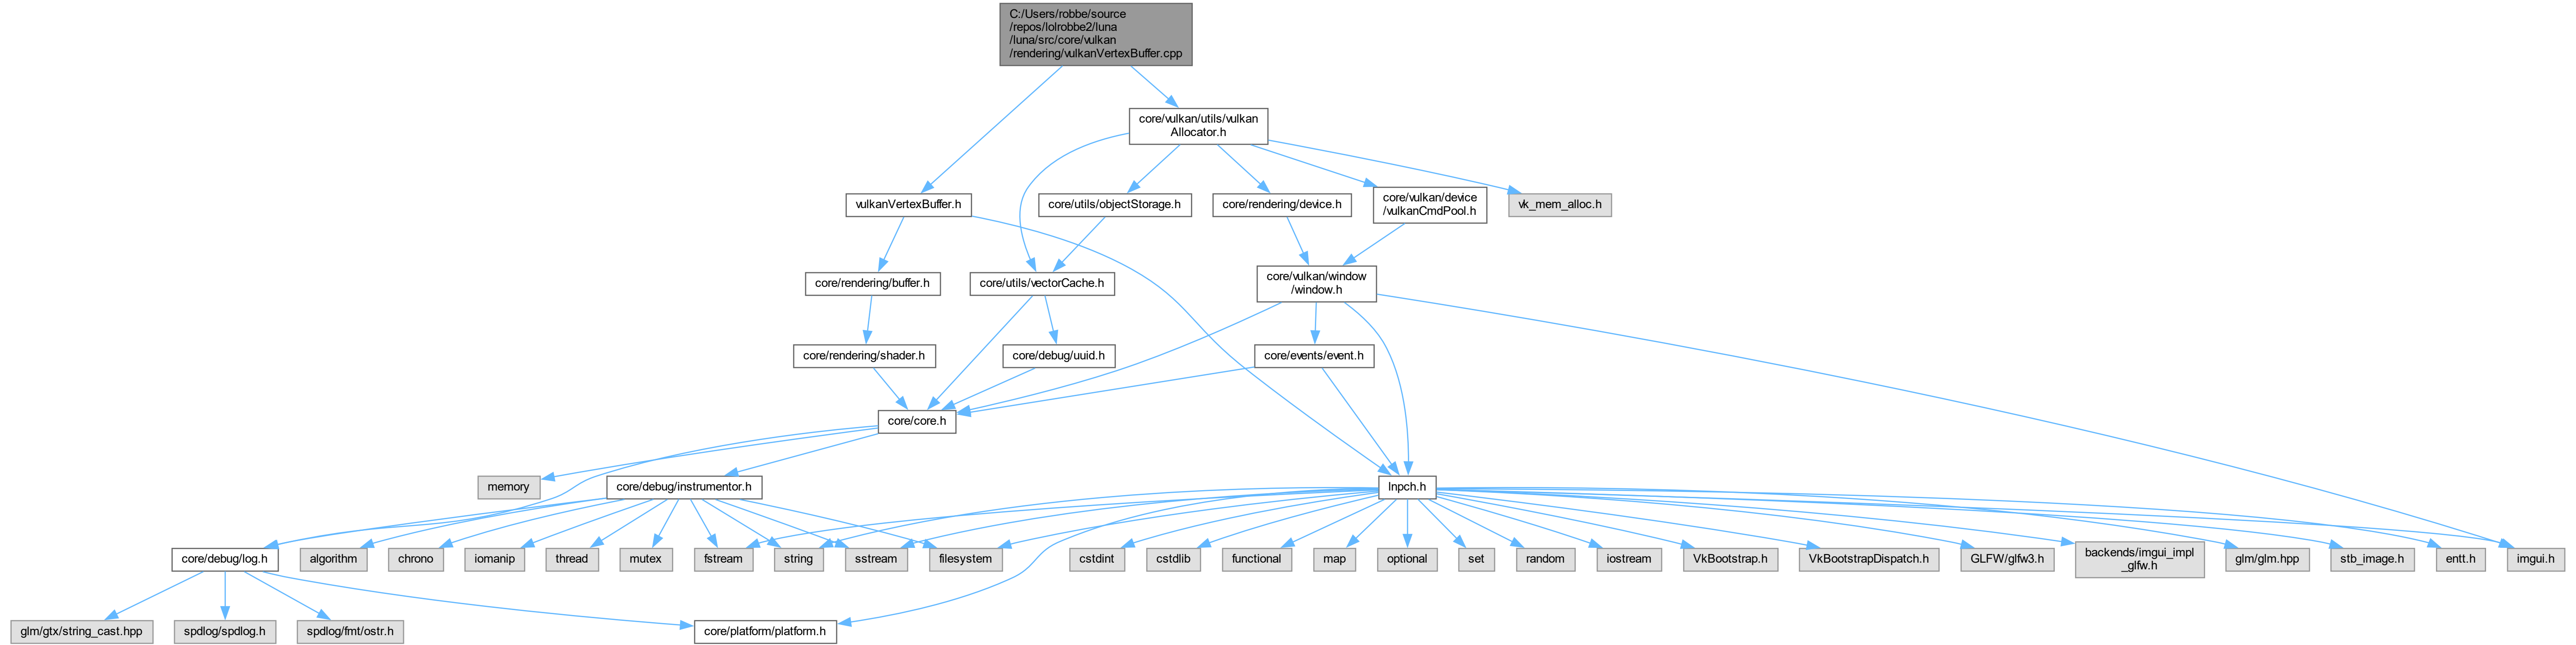 C:/Users/robbe/source
/repos/lolrobbe2/luna
/luna/src/core/vulkan
/rendering/vulkanVertexBuffer.cpp
core/vulkan/utils/vulkan
Allocator.h
vulkanVertexBuffer.h
core/utils/objectStorage.h
core/rendering/device.h
core/vulkan/device
/vulkanCmdPool.h
vk_mem_alloc.h
core/rendering/buffer.h
core/utils/vectorCache.h
core/vulkan/window
/window.h
core/rendering/shader.h
core/debug/uuid.h
core/events/event.h
core/core.h
memory
core/debug/instrumentor.h
lnpch.h
core/debug/log.h
algorithm
chrono
iomanip
thread
mutex
fstream
string
sstream
filesystem
cstdint
cstdlib
functional
map
optional
set
random
iostream
VkBootstrap.h
VkBootstrapDispatch.h
GLFW/glfw3.h
backends/imgui_impl
_glfw.h
glm/glm.hpp
stb_image.h
entt.h
imgui.h
glm/gtx/string_cast.hpp
spdlog/spdlog.h
spdlog/fmt/ostr.h
core/platform/platform.h